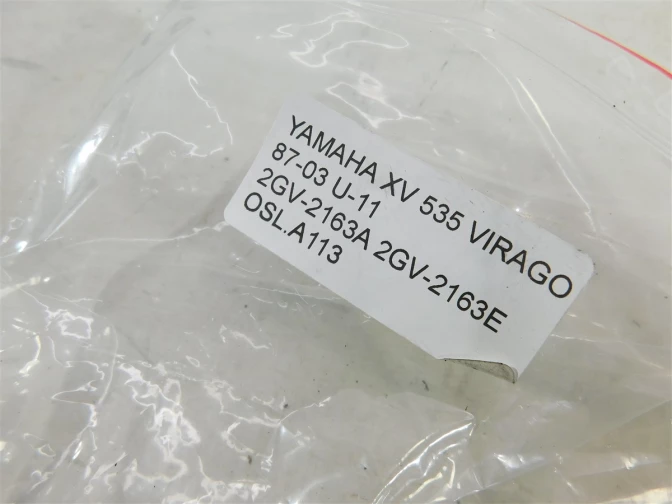 YAMAHA XV 535 VIRAGO
87-03 U-11
2GV-2163A 2GV-2163E
OSL.A113